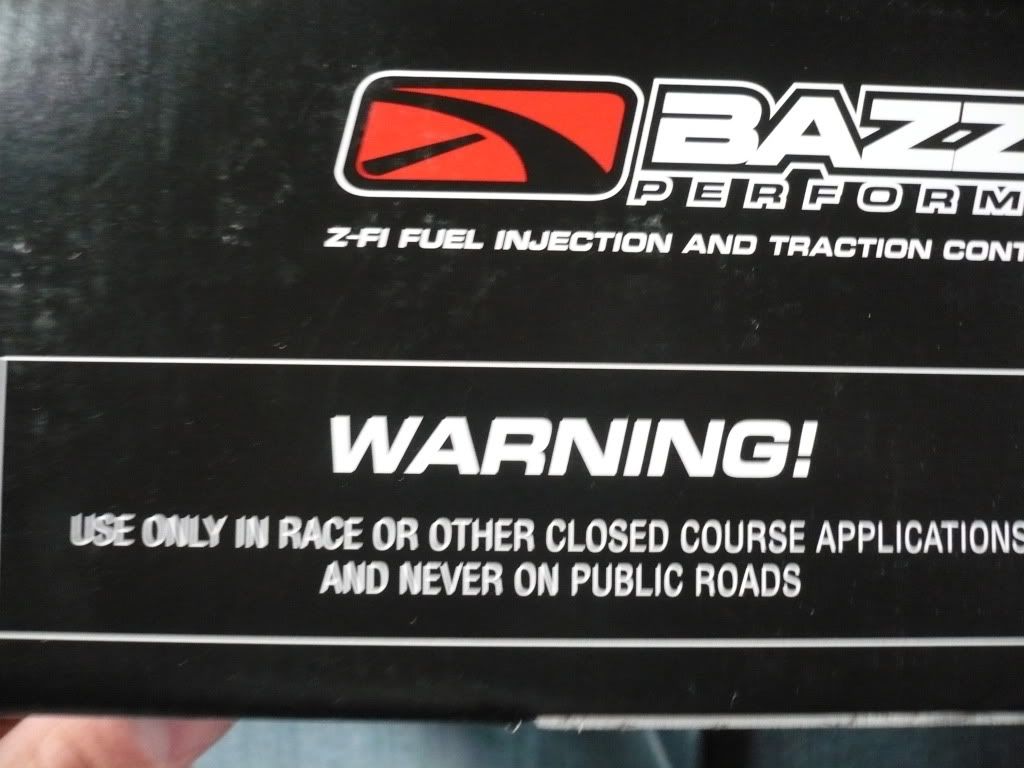 BAZZ
PERFORM
Z-FI FUEL INJECTION AND TRACTION CONT
WARNING!
USE ONLY IN RACE OR OTHER CLOSED COURSE APPLICATIONS
AND NEVER ON PUBLIC ROADS